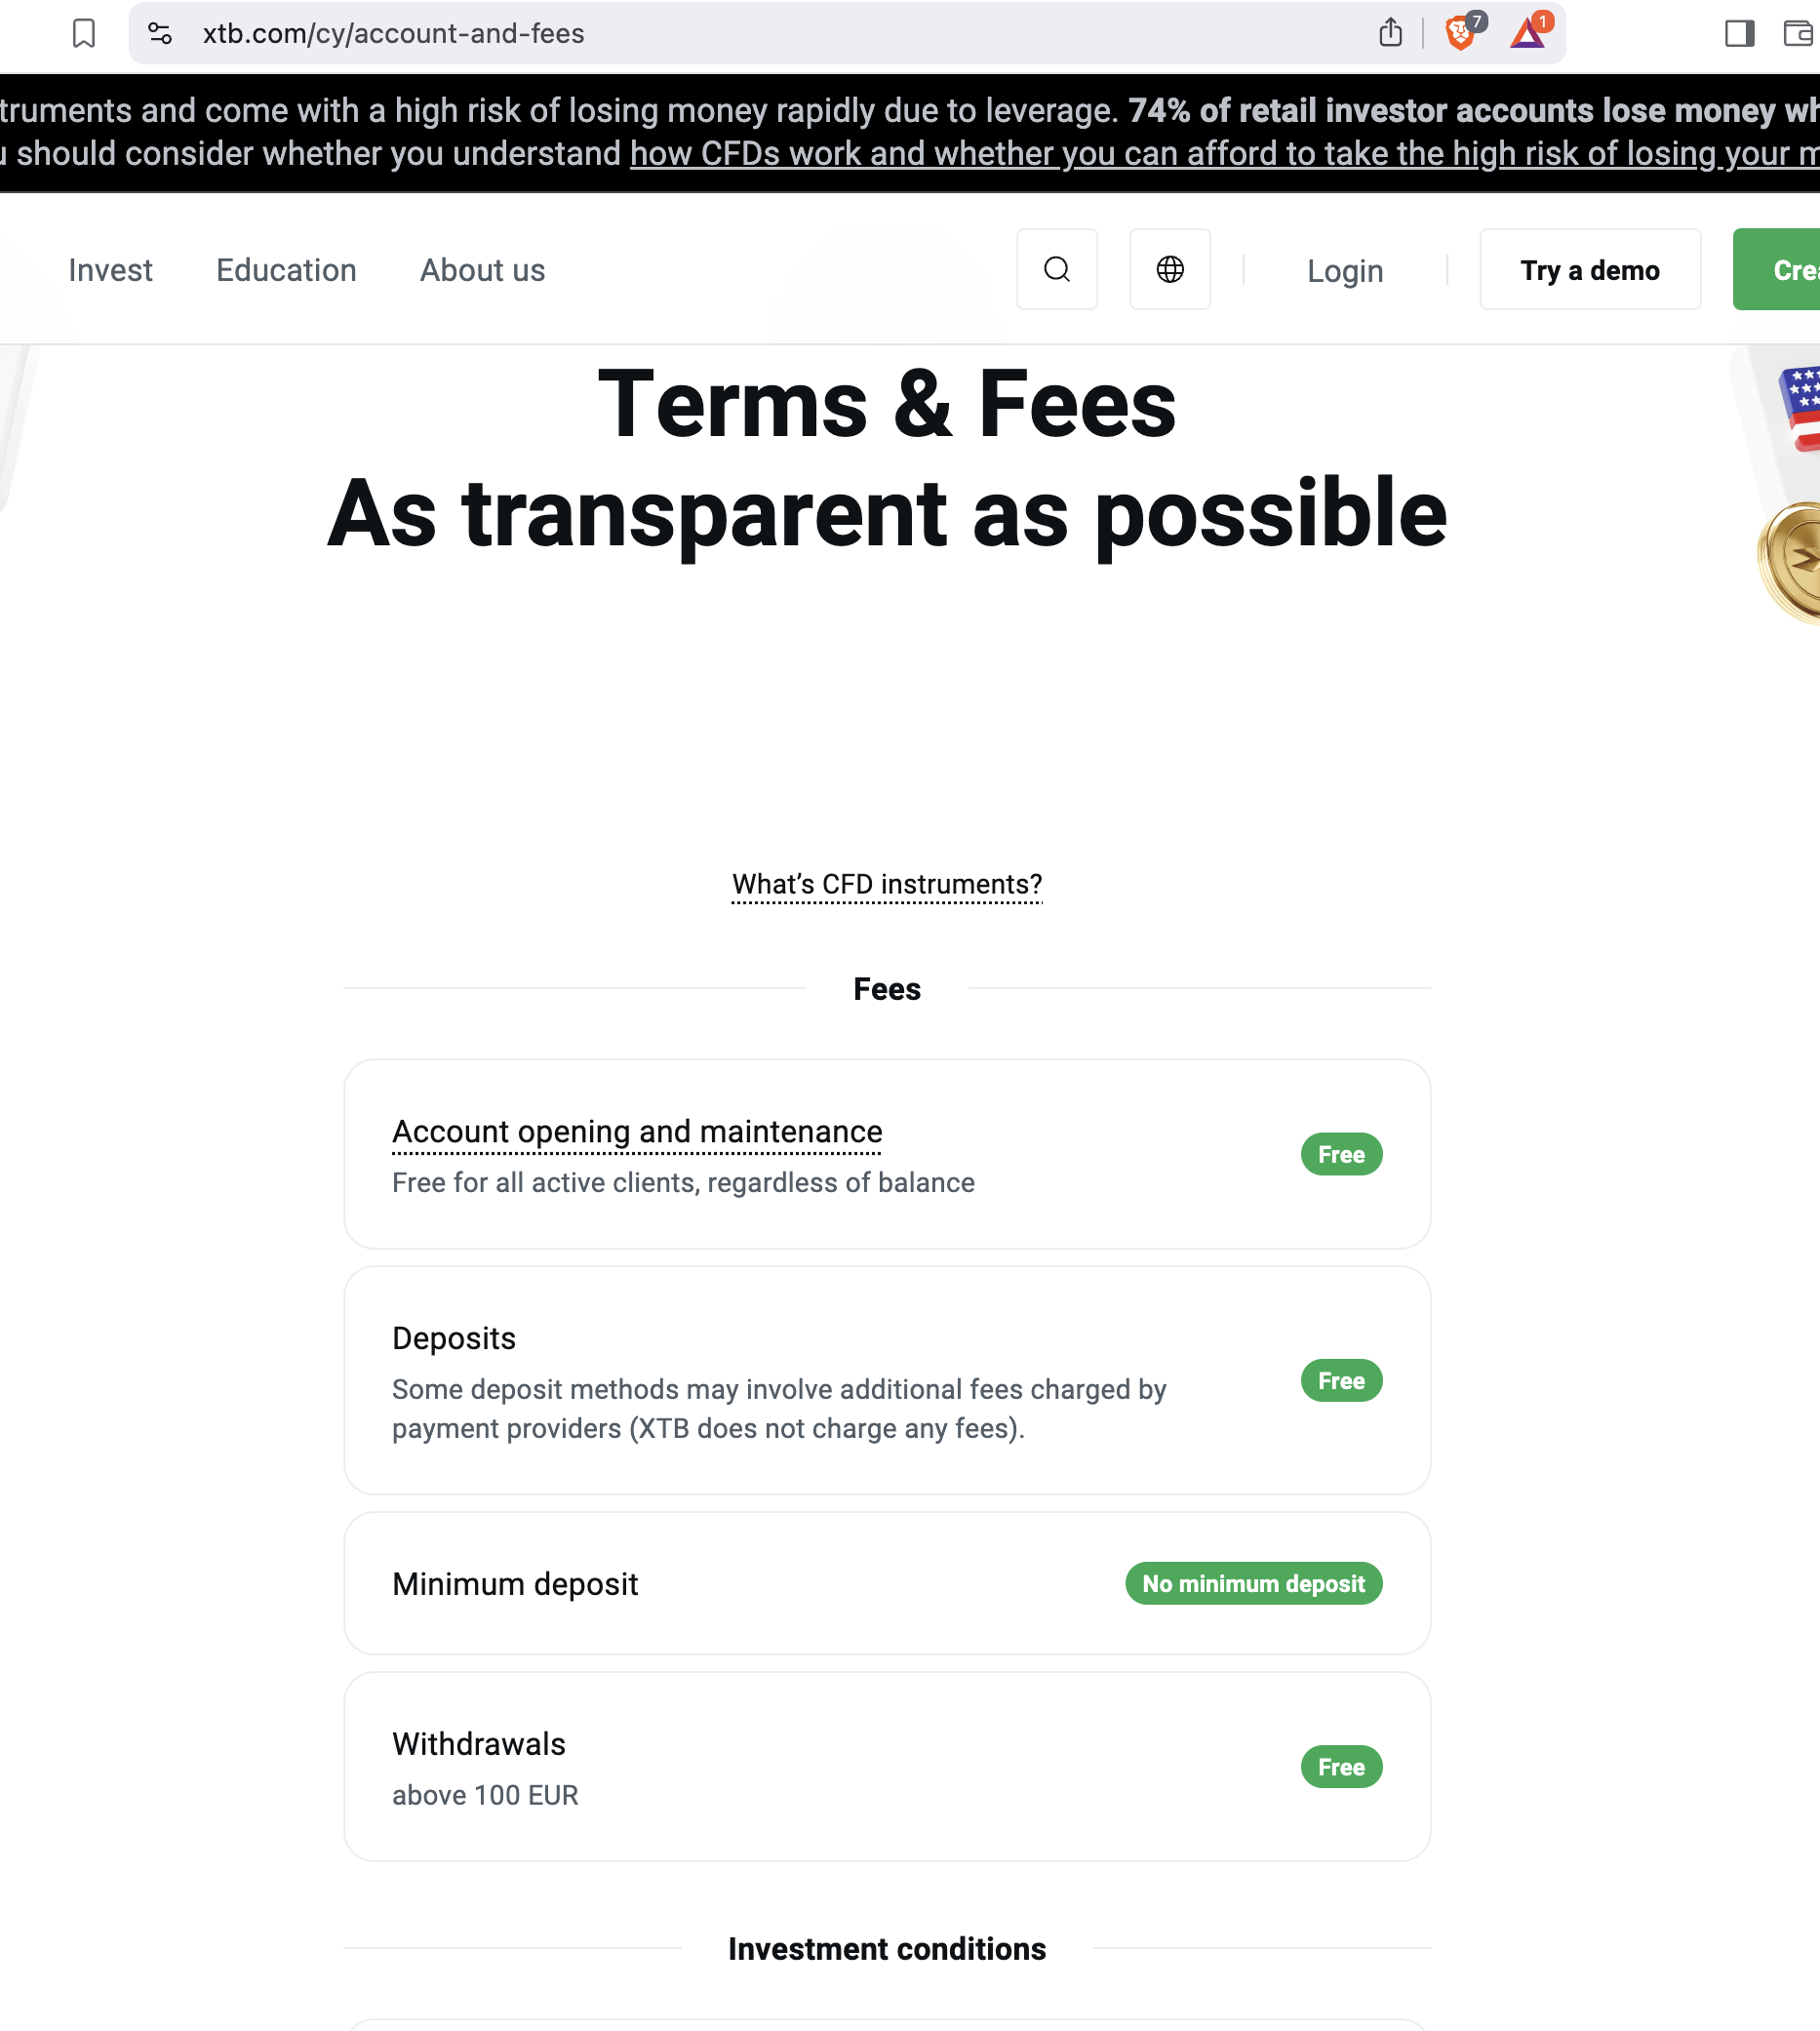 xtb.com/cy/account-and-fees
7
1
truments and come with a high risk of losing money rapidly due to leverage. 74% of retail investor accounts lose money wh
u should consider whether you understand how CFDs work and whether you can afford to take the high risk of losing your m
Invest Education About us Login Try a demo Crea
Terms & Fees
As transparent as possible
What's CFD instruments?
Fees
Account opening and maintenance
Free for all active clients, regardless of balance
Free
Deposits
Some deposit methods may involve additional fees charged by
payment providers (XTB does not charge any fees).
Free
Minimum deposit
No minimum deposit
Withdrawals
above 100 EUR
Free
Investment conditions